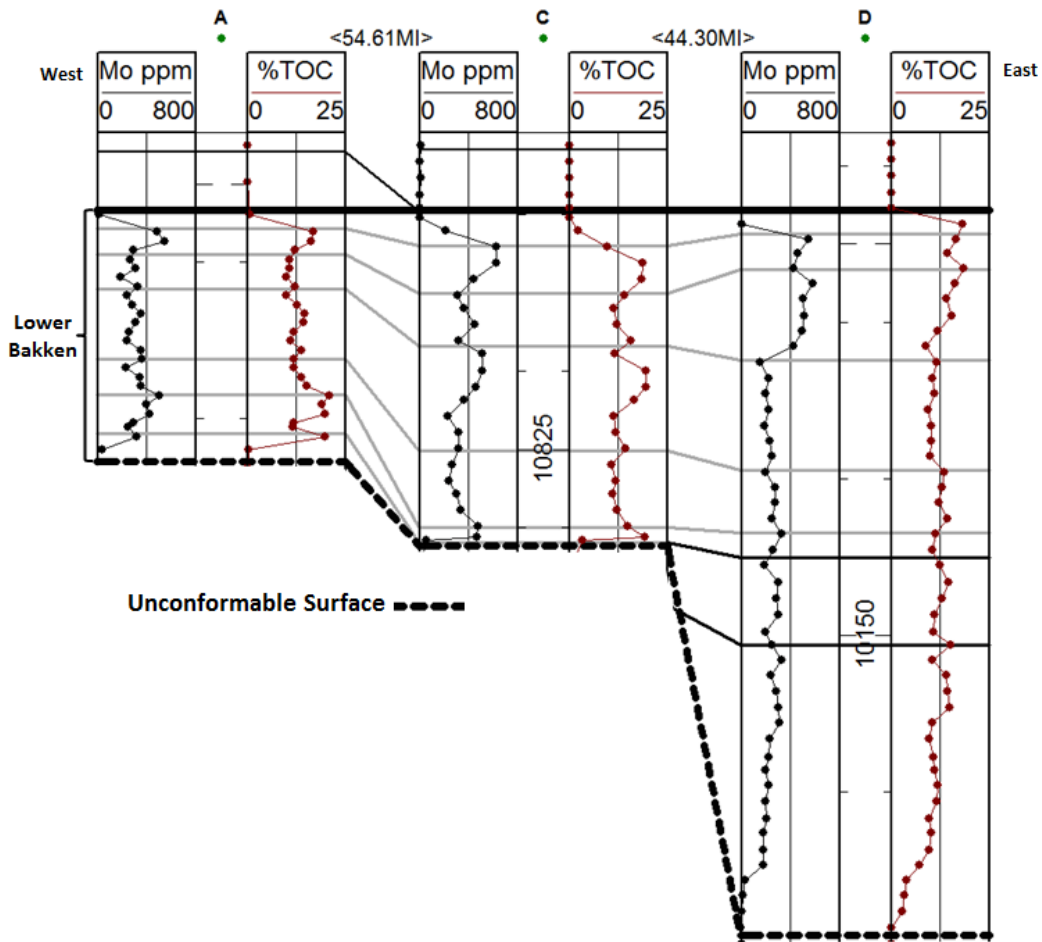 A
C
D
<54.61MI>
<44.30MI>
West
East
Mo ppm
%TOC
Mo ppm
%TOC
Mo ppm
%TOC
0 800
0 25
0 800
0 25
0 800
0 25
Lower
Bakken
10825
Unconformable Surface
10150